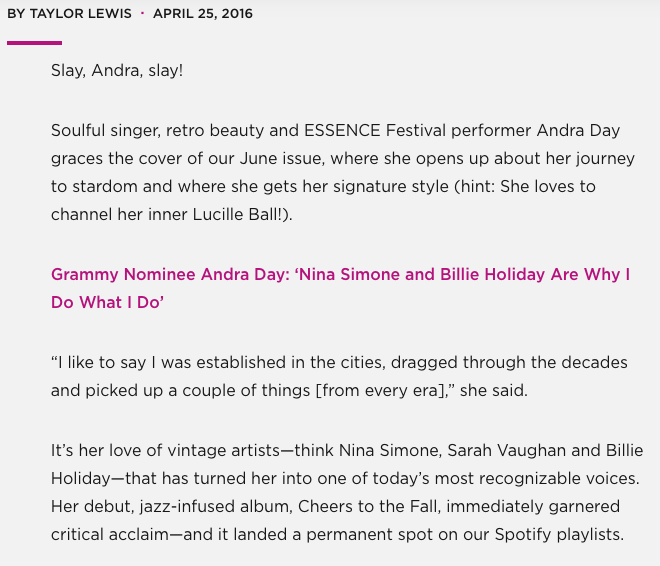 BY TAYLOR LEWIS · APRIL 25, 2016
Slay, Andra, slay!
Soulful singer, retro beauty and ESSENCE Festival performer Andra Day
graces the cover of our June issue, where she opens up about her journey
to stardom and where she gets her signature style (hint: She loves to
channel her inner Lucille Ball!).
Grammy Nominee Andra Day: ‘Nina Simone and Billie Holiday Are Why I
Do What I Do’
“I like to say I was established in the cities, dragged through the decades
and picked up a couple of things [from every era],” she said.
It’s her love of vintage artists—think Nina Simone, Sarah Vaughan and Billie
Holiday—that has turned her into one of today’s most recognizable voices.
Her debut, jazz-infused album, Cheers to the Fall, immediately garnered
critical acclaim—and it landed a permanent spot on our Spotify playlists.